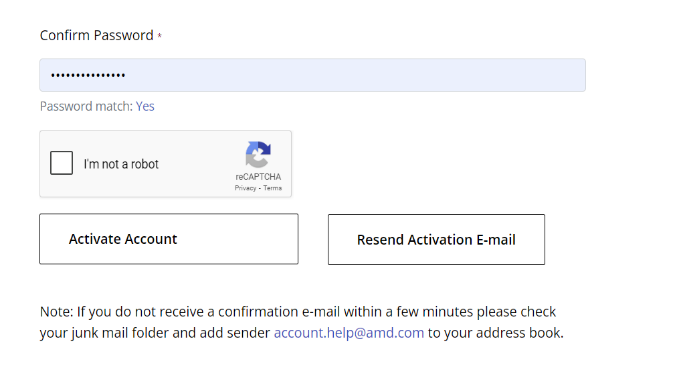 Confirm Password *
•••••••••••••••
Password match: Yes
I'm not a robot
reCAPTCHA
Privacy - Terms
Activate Account
Resend Activation E-mail
Note: If you do not receive a confirmation e-mail within a few minutes please check
your junk mail folder and add sender account.help@amd.com to your address book.